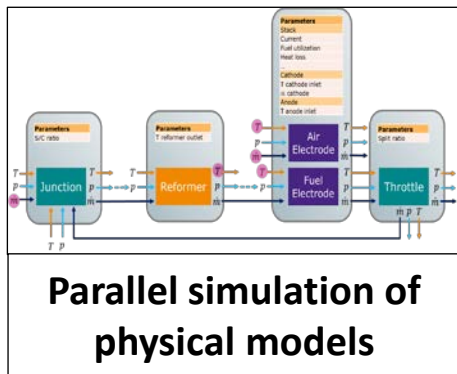 Parameters
Stack
Current
Fuel utilization
Heat loss
...
Cathode
T cathode inlet
Anode
T anode inlet
Parameters
S/C ratio
Parameters
T reformer outlet
Parameters
Split ratio
T
p
ṁ
Air
Electrode
T
p
ṁ
T
p
ṁ
Junction
T
p
ṁ
T
p
Reformer
T
p
ṁ
T
p
Fuel
Electrode
T
p
ṁ
Throttle
T
p
ṁ
T p
ṁ p T
Parallel simulation of
physical models